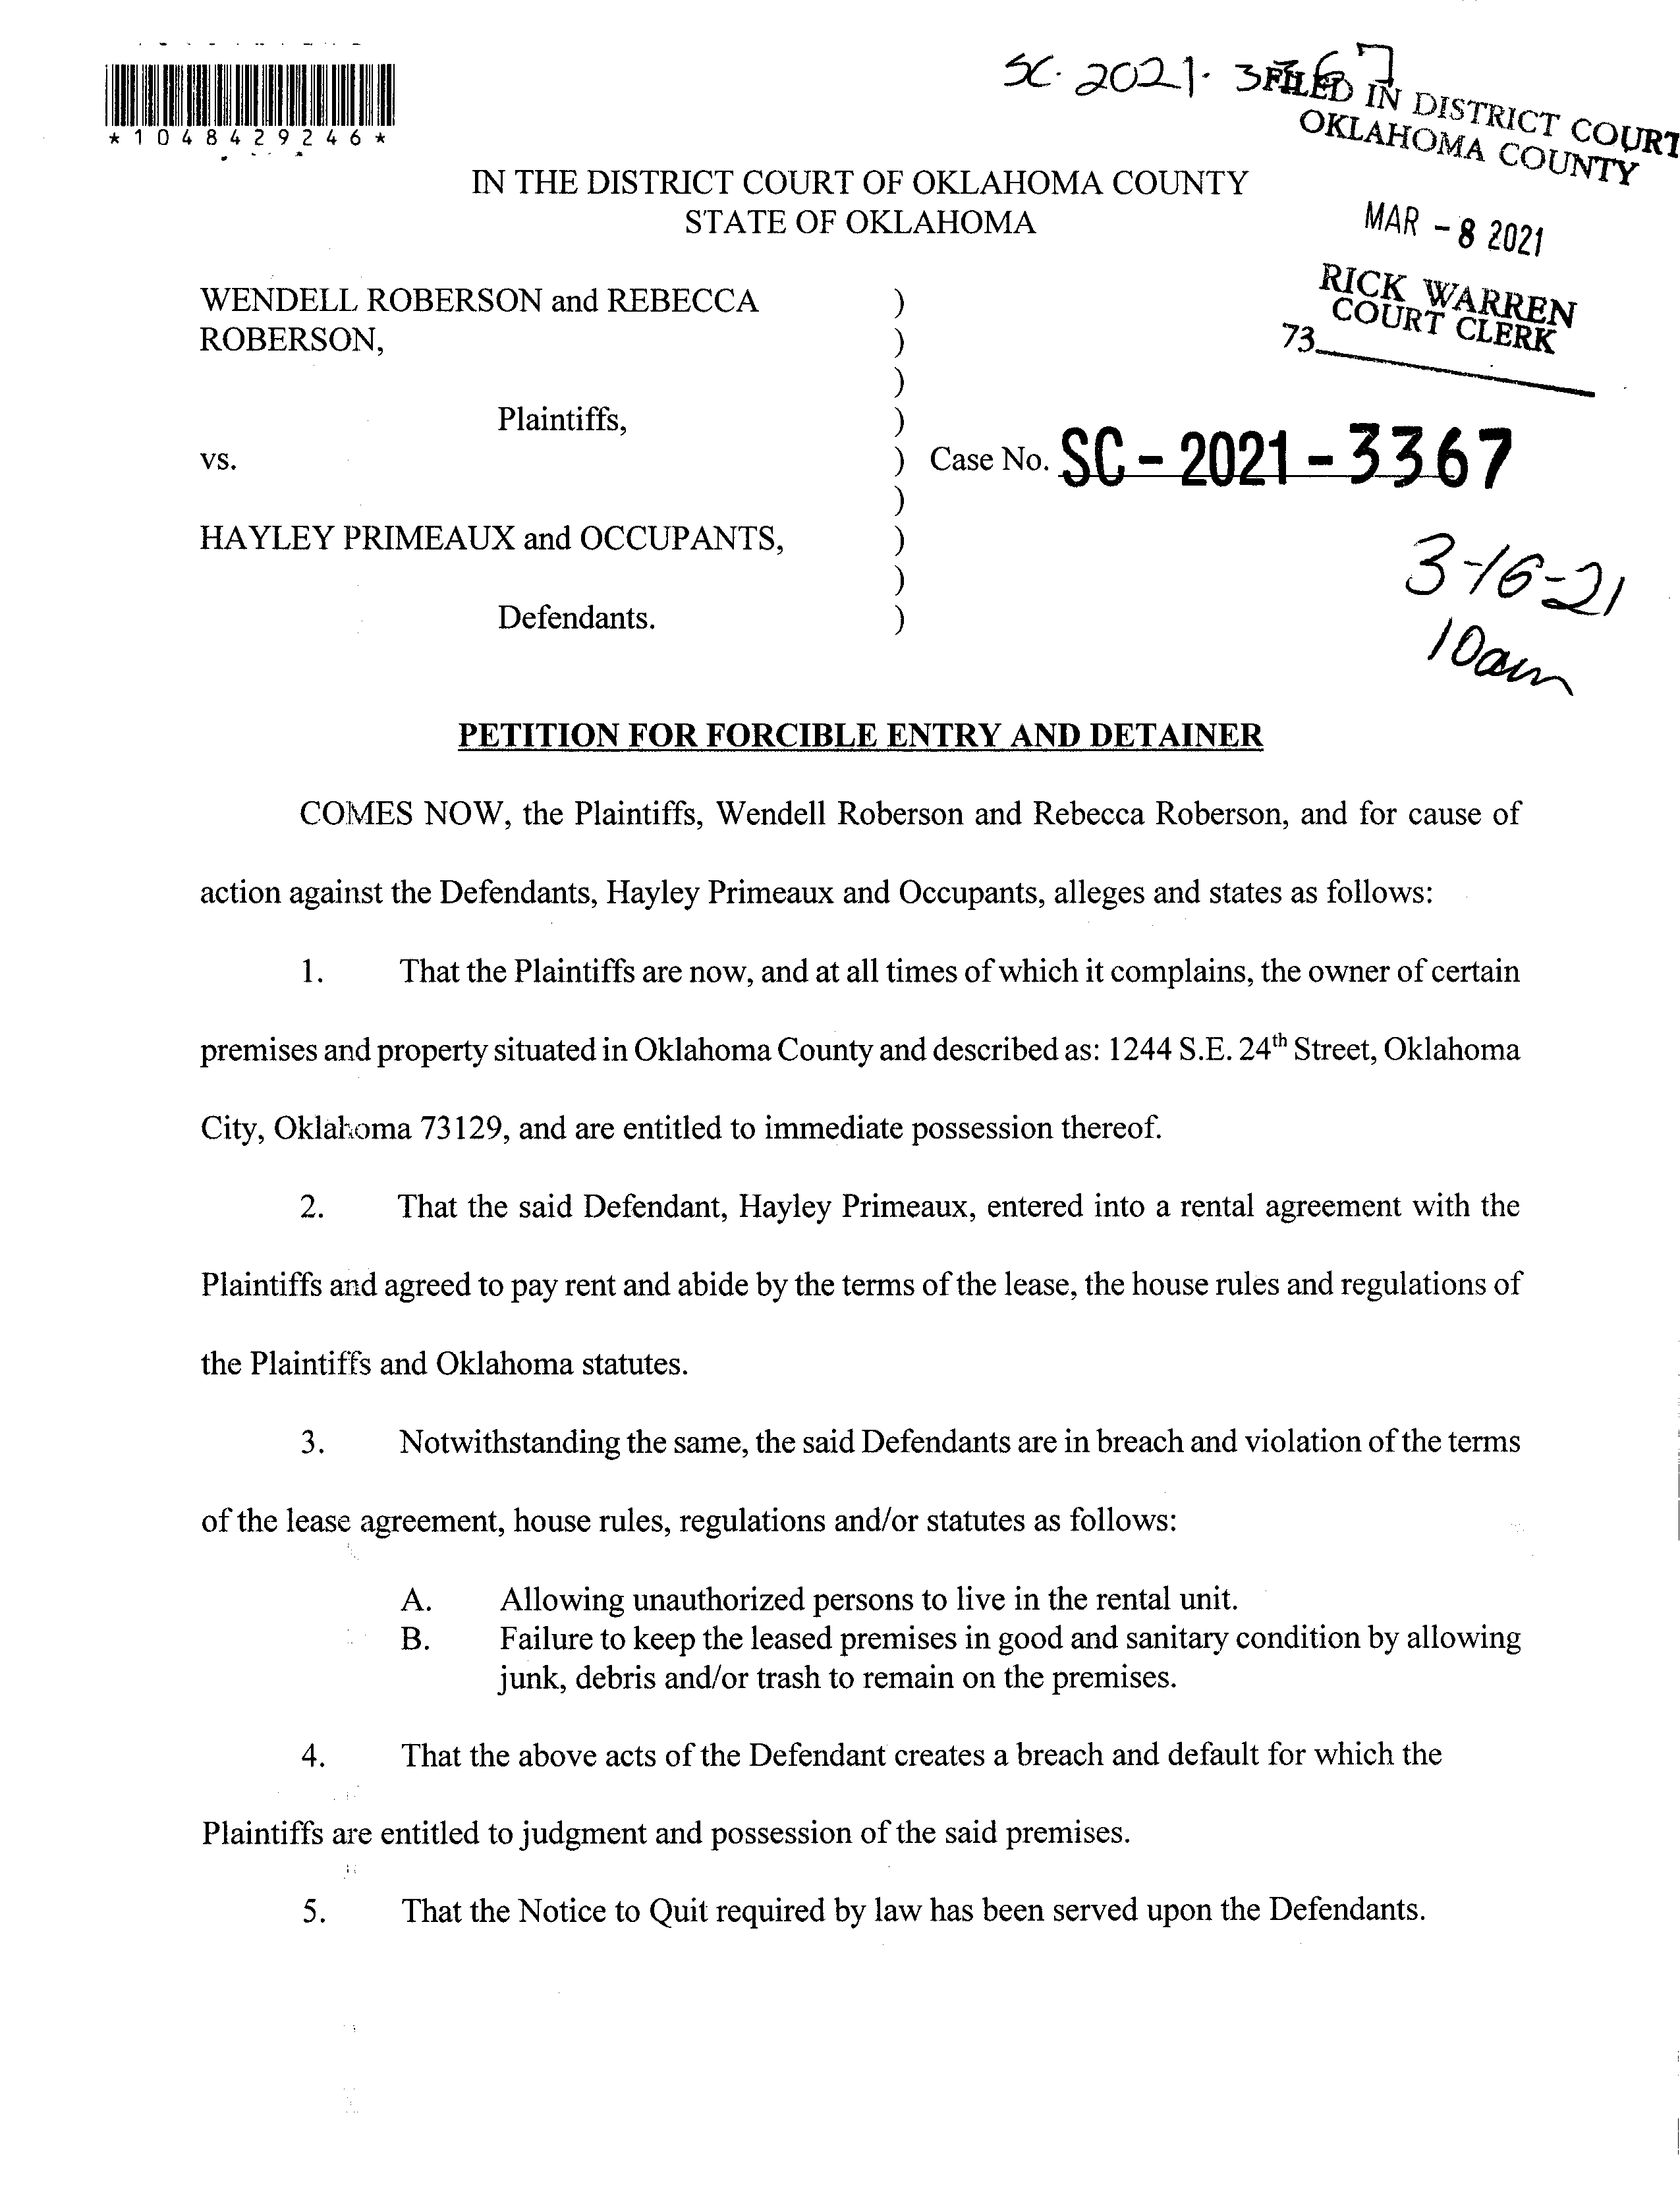 *1048429246*
SC. 2021. 3367
FILED IN DISTRICT COURT
OKLAHOMA COUNTY
MAR - 8 2021
RICK WARREN
COURT CLERK
73
IN THE DISTRICT COURT OF OKLAHOMA COUNTY
STATE OF OKLAHOMA
WENDELL ROBERSON and REBECCA )
ROBERSON, )
)
Plaintiffs, )
vs. ) Case No. SC-2021-3367
)
HAYLEY PRIMEAUX and OCCUPANTS, )
)
Defendants. )
3-16-21
10am
PETITION FOR FORCIBLE ENTRY AND DETAINER
COMES NOW, the Plaintiffs, Wendell Roberson and Rebecca Roberson, and for cause of
action against the Defendants, Hayley Primeaux and Occupants, alleges and states as follows:
1. That the Plaintiffs are now, and at all times of which it complains, the owner of certain
premises and property situated in Oklahoma County and described as: 1244 S.E. 24th Street, Oklahoma
City, Oklahoma 73129, and are entitled to immediate possession thereof.
2. That the said Defendant, Hayley Primeaux, entered into a rental agreement with the
Plaintiffs and agreed to pay rent and abide by the terms of the lease, the house rules and regulations of
the Plaintiffs and Oklahoma statutes.
3. Notwithstanding the same, the said Defendants are in breach and violation of the terms
of the lease agreement, house rules, regulations and/or statutes as follows:
A. Allowing unauthorized persons to live in the rental unit.
B. Failure to keep the leased premises in good and sanitary condition by allowing
junk, debris and/or trash to remain on the premises.
4. That the above acts of the Defendant creates a breach and default for which the
Plaintiffs are entitled to judgment and possession of the said premises.
5. That the Notice to Quit required by law has been served upon the Defendants.